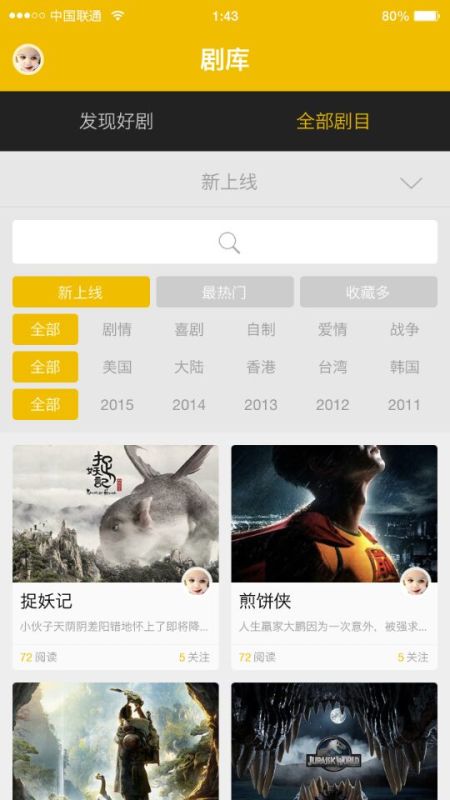 中国联通 1:43 80%
剧库
发现好剧 全部剧目
新上线
新上线 最热门 收藏多
全部 剧情 喜剧 自制 爱情 战争
全部 美国 大陆 香港 台湾 韩国
全部 2015 2014 2013 2012 2011
捉妖記
捉妖记 煎饼侠
小伙子天荫阴差阳错地怀上了即将降... 人生赢家大鹏因为一次意外，被强求...
72 阅读 5 关注 72 阅读 5 关注
JURASSIC WORLD